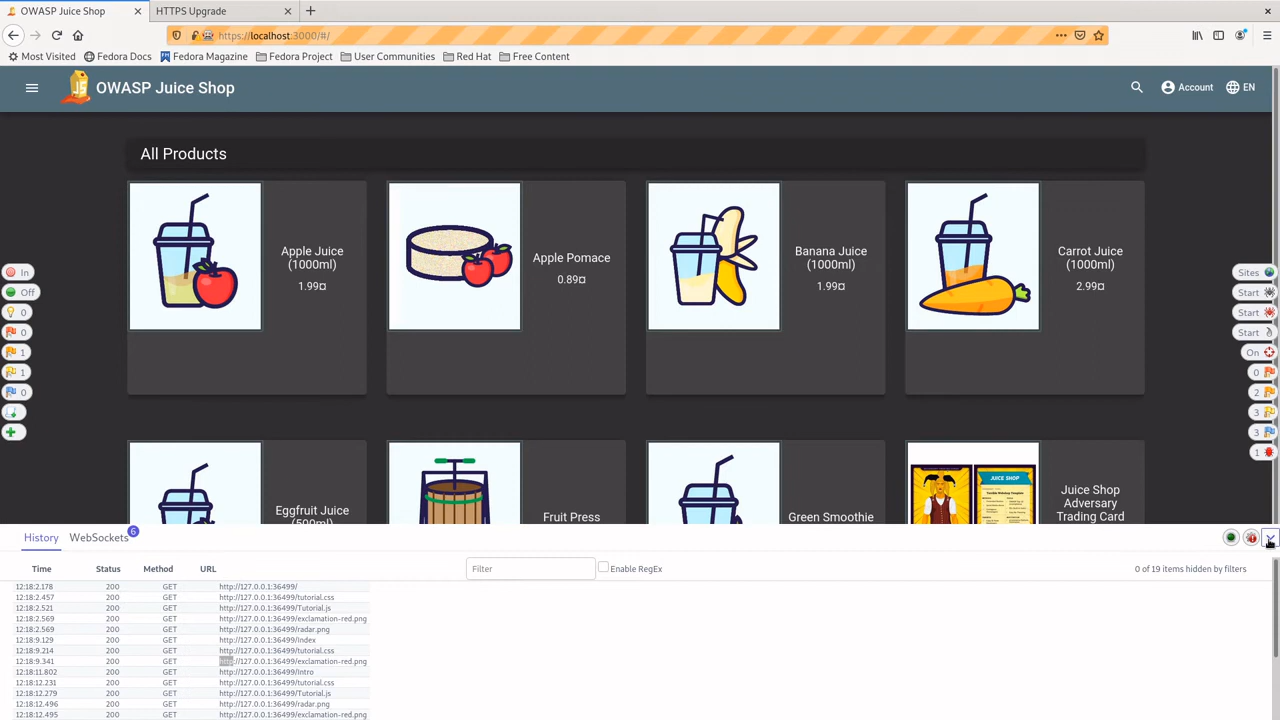 OWASP Juice Shop
HTTPS Upgrade
https://localhost:3000/#/
Most Visited
Fedora Docs
Fedora Magazine
Fedora Project
User Communities
Red Hat
Free Content
OWASP Juice Shop
Account
EN
All Products
Apple Juice
(1000ml)
1.99¤
Apple Pomace
0.89¤
Banana Juice
(1000ml)
1.99¤
Carrot Juice
(1000ml)
2.99¤
In
Off
0
0
1
1
0
Sites
Start
Start
Start
On
0
2
3
3
1
Eggfruit Juice
(500ml)
Fruit Press
Green Smoothie
JUICE SHOP
Juice Shop
Adversary
Trading Card
History
WebSockets
6
Time Status Method URL
Filter
Enable RegEx
0 of 19 items hidden by filters
12:18:2.178 200 GET http://127.0.0.1:36499/
12:18:2.457 200 GET http://127.0.0.1:36499/tutorial.css
12:18:2.521 200 GET http://127.0.0.1:36499/Tutorial.js
12:18:2.569 200 GET http://127.0.0.1:36499/exclamation-red.png
12:18:2.569 200 GET http://127.0.0.1:36499/radar.png
12:18:9.129 200 GET http://127.0.0.1:36499/Index
12:18:9.214 200 GET http://127.0.0.1:36499/tutorial.css
12:18:9.341 200 GET http://127.0.0.1:36499/exclamation-red.png
12:18:11.802 200 GET http://127.0.0.1:36499/Intro
12:18:12.231 200 GET http://127.0.0.1:36499/tutorial.css
12:18:12.279 200 GET http://127.0.0.1:36499/Tutorial.js
12:18:12.496 200 GET http://127.0.0.1:36499/radar.png
12:18:12.495 200 GET http://127.0.0.1:36499/exclamation-red.png